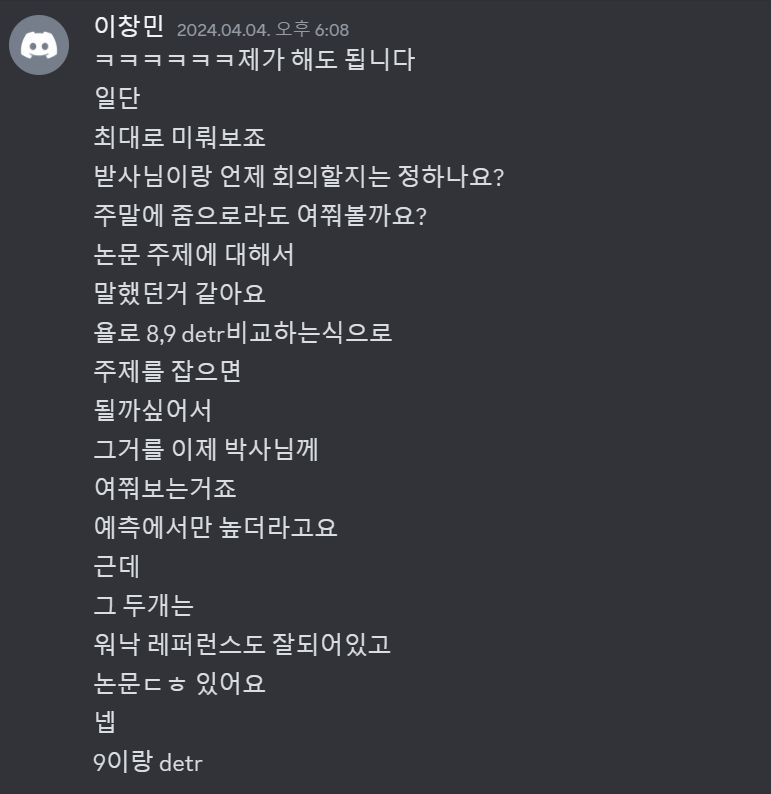 이창민 2024.04.04. 오후 6:08
ㅋㅋㅋㅋㅋㅋ제가 해도 됩니다
일단
최대로 미뤄보죠
받사님이랑 언제 회의할지는 정하나요?
주말에 줌으로라도 여쭤볼까요?
논문 주제에 대해서
말했던거 같아요
욜로 8,9 detr비교하는식으로
주제를 잡으면
될까싶어서
그거를 이제 박사님께
여쭤보는거죠
예측에서만 높더라고요
근데
그 두개는
워낙 레퍼런스도 잘되어있고
논문ㄷㅎ 있어요
넵
9이랑 detr